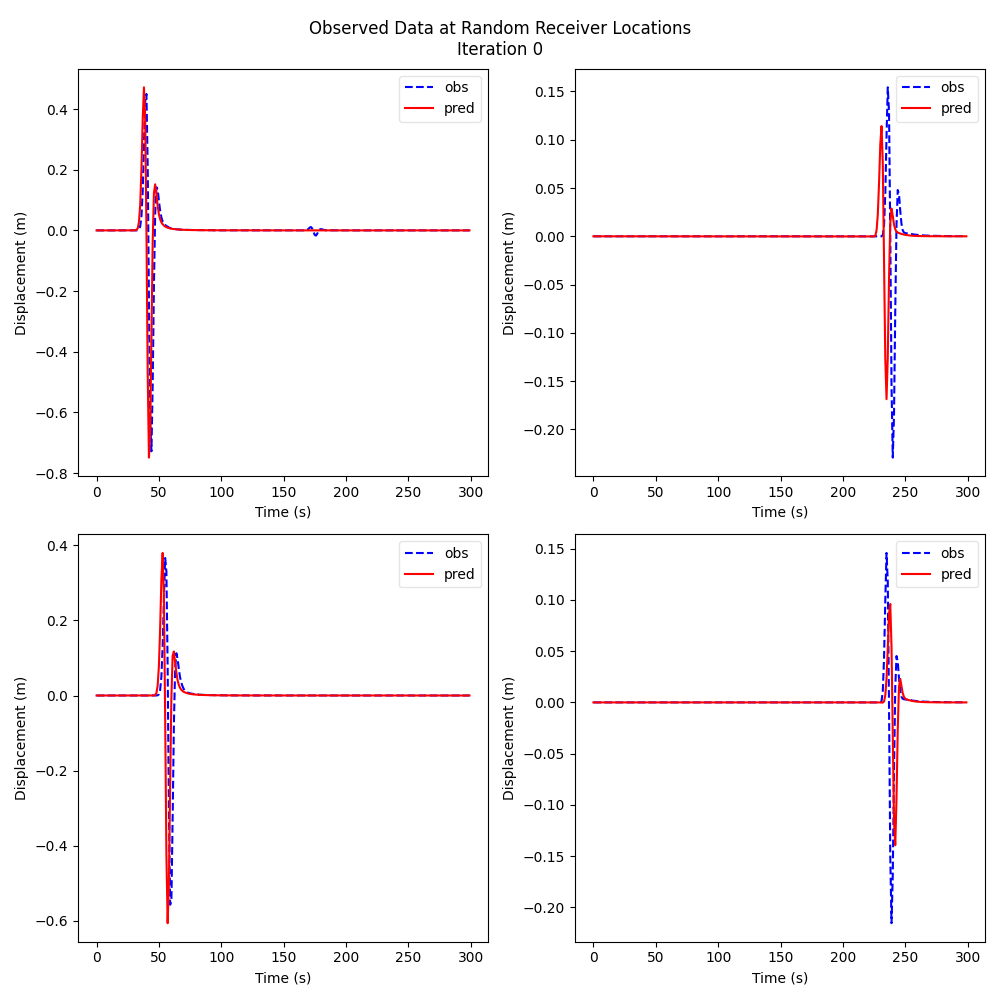 Observed Data at Random Receiver Locations
Iteration 0
obs
pred
0.4
0.2
0.0
−0.2
−0.4
−0.6
−0.8
Displacement (m)
0 50 100 150 200 250 300
Time (s)
obs
pred
0.15
0.10
0.05
0.00
−0.05
−0.10
−0.15
−0.20
Displacement (m)
0 50 100 150 200 250 300
Time (s)
obs
pred
0.4
0.2
0.0
−0.2
−0.4
−0.6
Displacement (m)
0 50 100 150 200 250 300
Time (s)
obs
pred
0.15
0.10
0.05
0.00
−0.05
−0.10
−0.15
−0.20
Displacement (m)
0 50 100 150 200 250 300
Time (s)